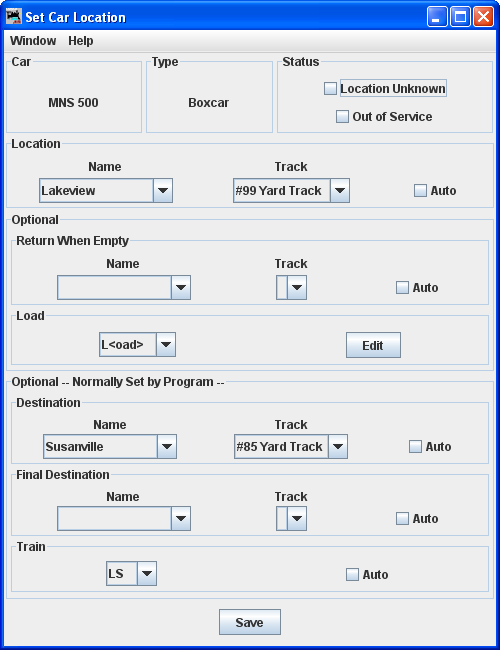 Set Car Location
Window Help
Car Type Status
MNS 500 Boxcar Location Unknown
Out of Service
Location
Name Track
Lakeview #99 Yard Track Auto
Optional
Return When Empty
Name Track
Auto
Load
L<oad> Edit
Optional -- Normally Set by Program --
Destination
Name Track
Susanville #85 Yard Track Auto
Final Destination
Name Track
Auto
Train
LS Auto
Save